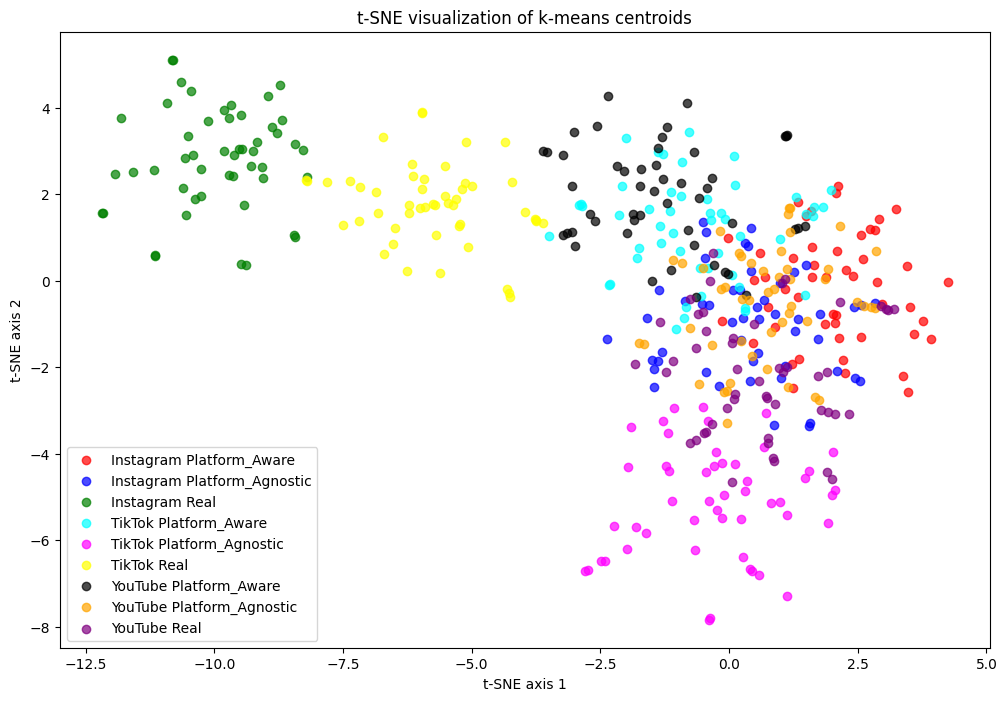 t-SNE visualization of k-means centroids
t-SNE axis 2
4
2
0
−2
−4
−6
−8
Instagram Platform_Aware
Instagram Platform_Agnostic
Instagram Real
TikTok Platform_Aware
TikTok Platform_Agnostic
TikTok Real
YouTube Platform_Aware
YouTube Platform_Agnostic
YouTube Real
−12.5 −10.0 −7.5 −5.0 −2.5 0.0 2.5 5.0
t-SNE axis 1